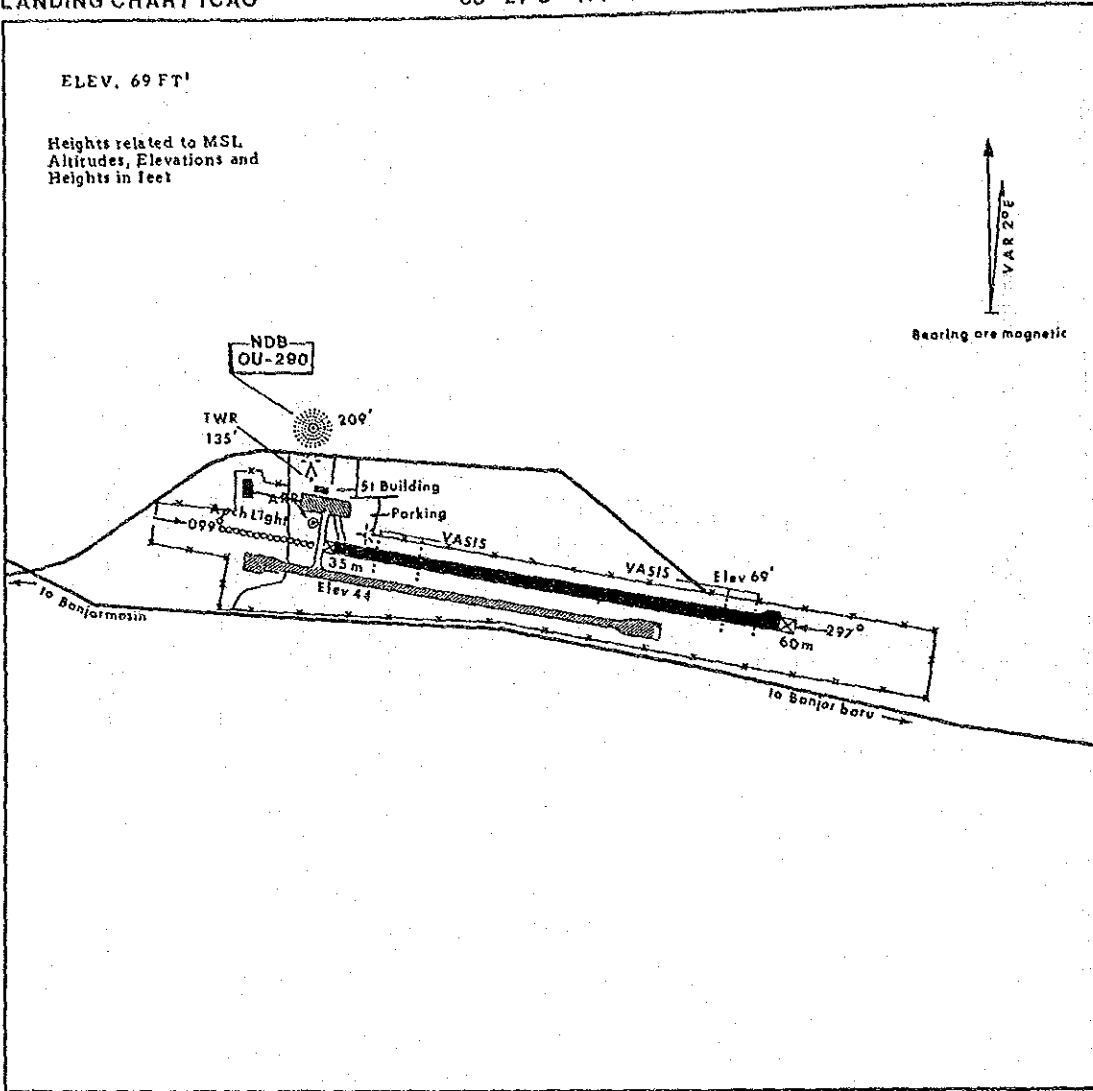 LANDING CHART ICAO
ELEV. 69 FT'
Heights related to MSL
Altitudes, Elevations and
Heights in feet
VAR 2°E
Bearing are magnetic
NDB
OU-290
TWR
135'
209'
St Building
Parking
Light
099°
VASIS
VASIS
Elev 69'
35m
Elev 44
297°
60m
to Banjarmasin
to Banjar baru